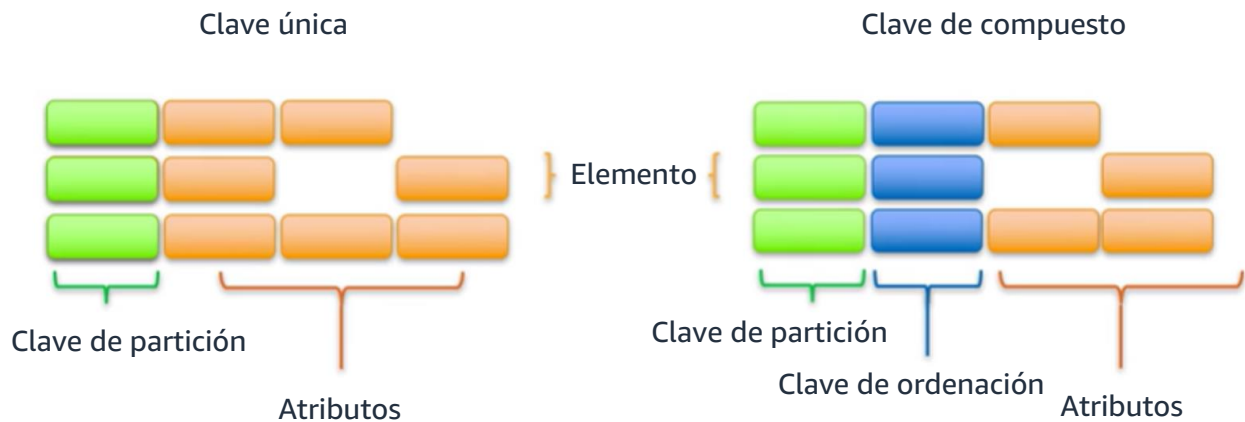 Clave única
Clave de compuesto
Elemento
Clave de partición
Atributos
Clave de partición
Clave de ordenación
Atributos